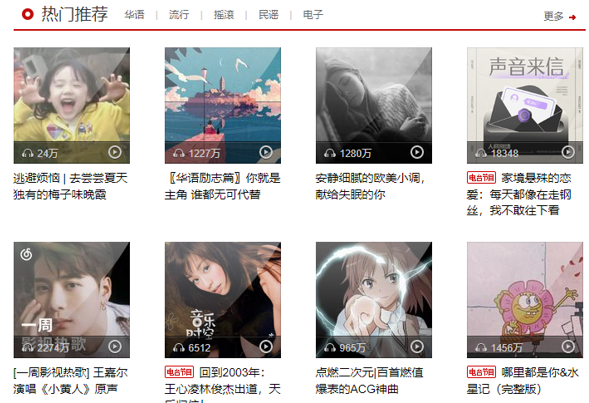 热门推荐 华语 | 流行 | 摇滚 | 民谣 | 电子 更多
声音来信
24万
1227万
1280万
18348
逃避烦恼 | 去尝尝夏天
独有的梅子味晚霞
〖华语励志篇〗你就是
主角 谁都无可代替
安静细腻的欧美小调，
献给失眠的你
电台节目 家境悬殊的恋
爱：每天都像在走钢
丝，我不敢往下看
一周
影视热歌
音乐
时空
2274万
6512
965万
1456万
[一周影视热歌] 王嘉尔
演唱《小黄人》原声
电台节目 回到2003年：
王心凌林俊杰出道，天
点燃二次元|百首燃值
爆表的ACG神曲
电台节目 哪里都是你&水
星记（完整版）